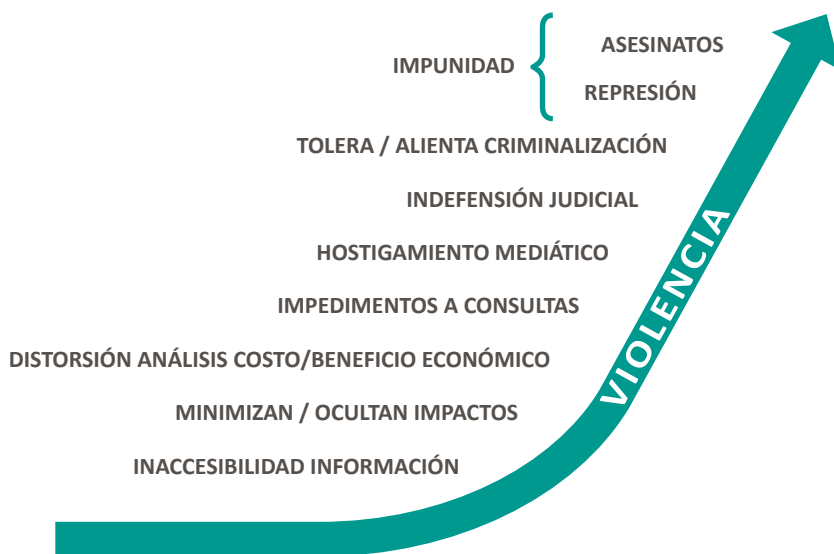 ASESINATOS
IMPUNIDAD
REPRESIÓN
TOLERA / ALIENTA CRIMINALIZACIÓN
INDEFENSIÓN JUDICIAL
HOSTIGAMIENTO MEDIÁTICO
IMPEDIMENTOS A CONSULTAS
DISTORSIÓN ANÁLISIS COSTO/BENEFICIO ECONÓMICO
MINIMIZAN / OCULTAN IMPACTOS
INACCESIBILIDAD INFORMACIÓN
VIOLENCIA